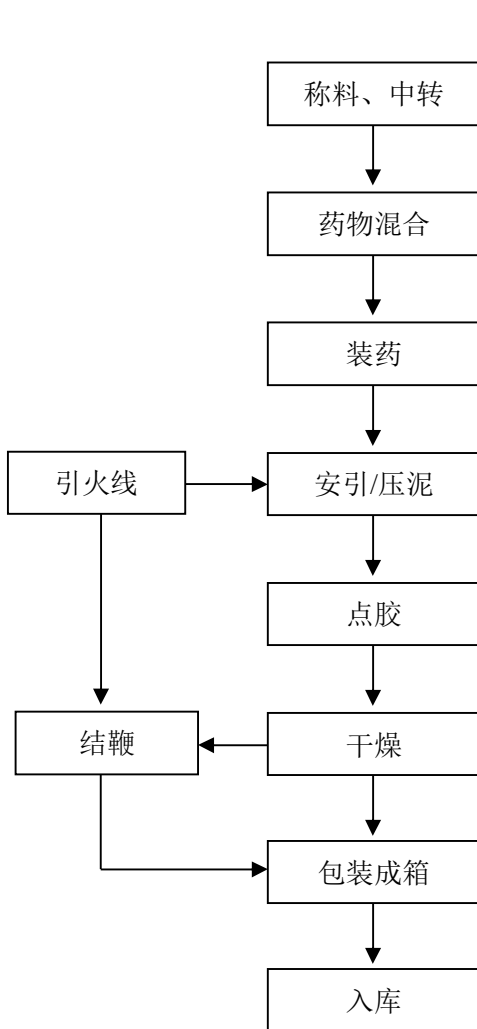 称料、中转
药物混合
装药
引火线
安引/压泥
点胶
结鞭
干燥
包装成箱
入库